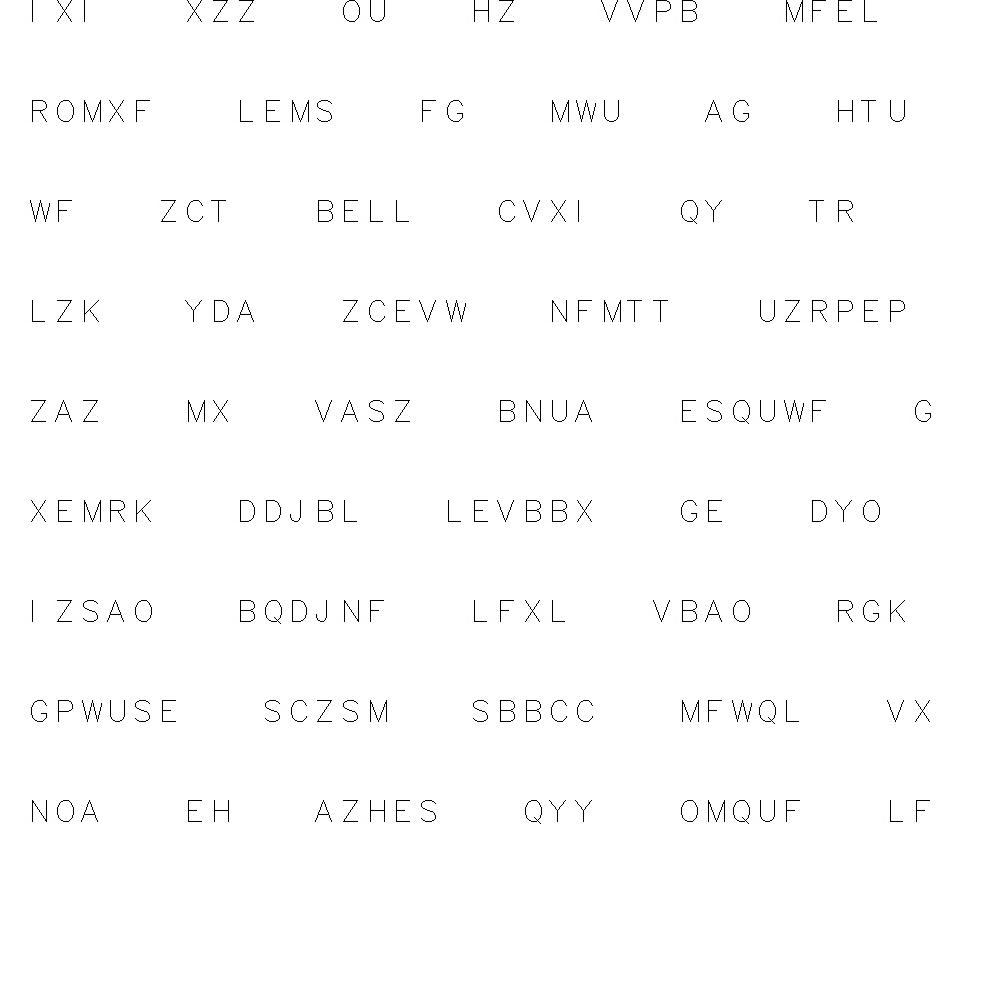 IXI XZZ OU HZ VVPB MFEL
ROMXF LEMS FG MWU AG HTU
WF ZCT BELL CVXI QY TR
LZK YDA ZCEVW NFMTT UZRPEP
ZAZ MX VASZ BNUA ESQUWF G
XEMRK DDJBL LEVBBX GE DYO
IZSAO BQDJNF LFXL VBAO RGK
GPWUSE SCZSM SBBCC MFWQL VX
NOA EH AZHES QYY OMQUF LF